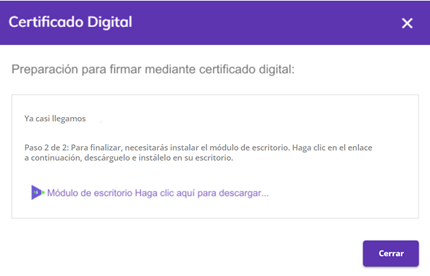 Certificado Digital
Preparación para firmar mediante certificado digital:
Ya casi llegamos
Paso 2 de 2: Para finalizar, necesitarás instalar el módulo de escritorio. Haga clic en el enlace
a continuación, descárguelo e instálelo en su escritorio.
Módulo de escritorio Haga clic aquí para descargar...
Cerrar